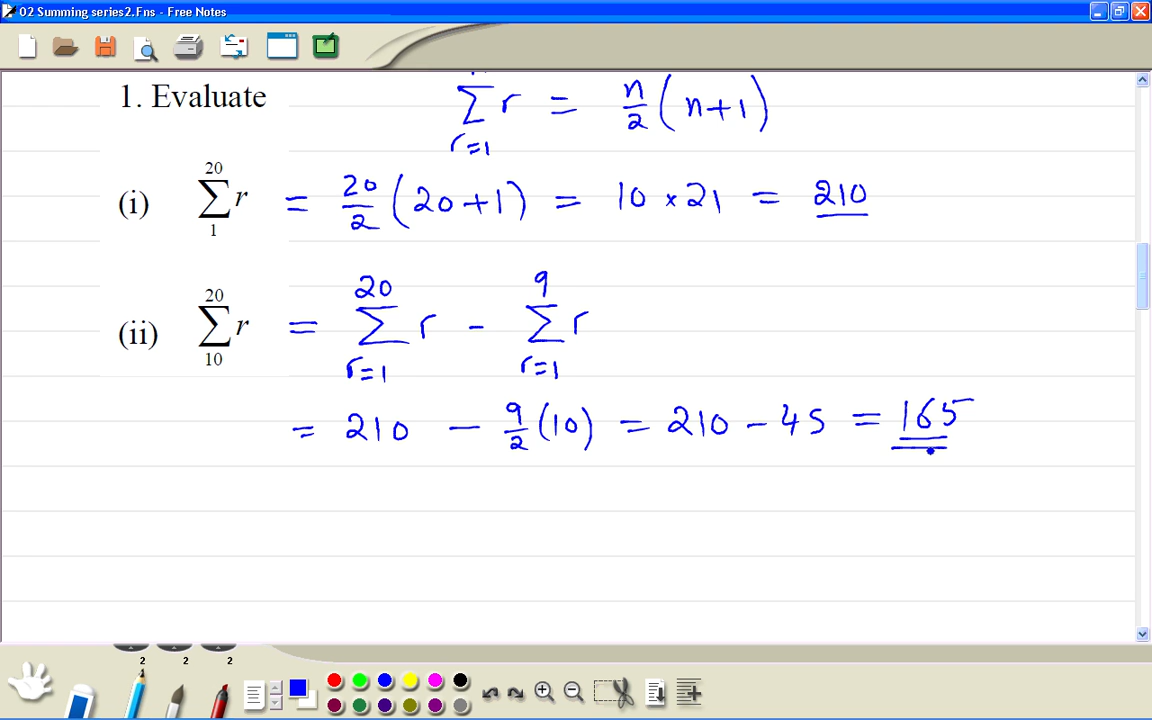 02 Summing series2.Fns - Free Notes
1. Evaluate
∑ r=1 r = n/2 (n+1)
(i) 20 ∑ 1 r = 20/2 (20+1) = 10 × 21 = 210
(ii) 20 ∑ 10 r = 20 ∑ r=1 r - 9 ∑ r=1 r
= 210 - 9/2 (10) = 210 - 45 = 165
2 2 2